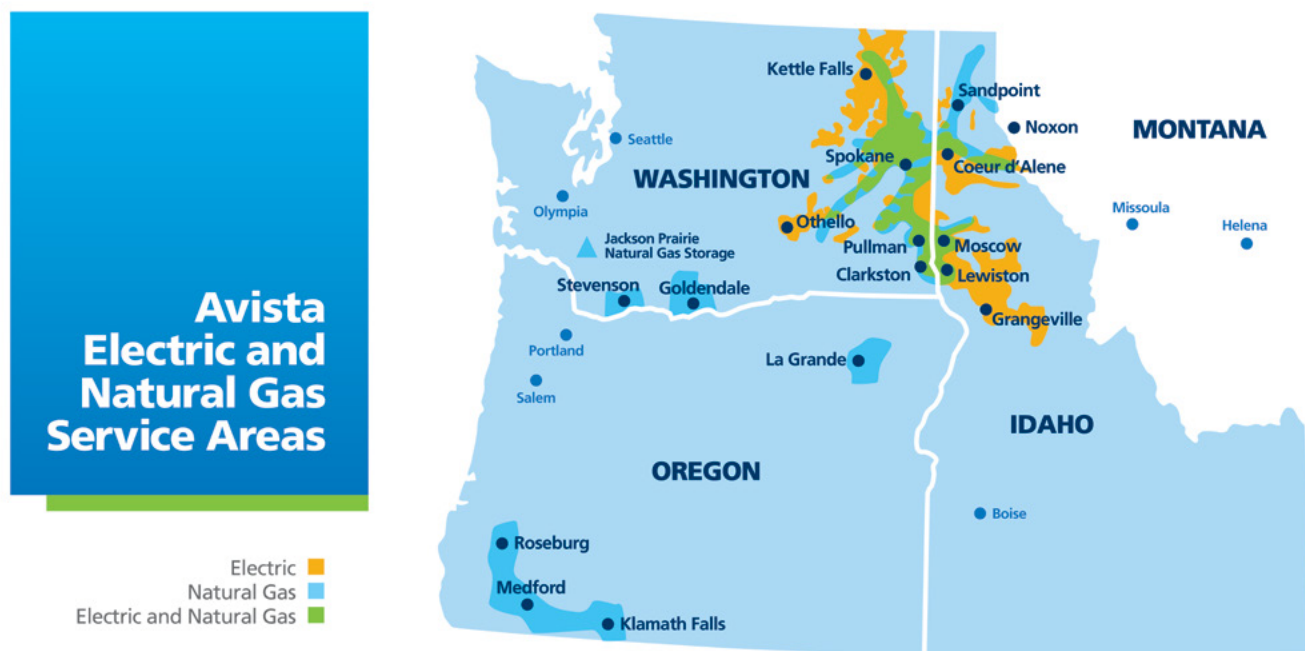 Avista
Electric and
Natural Gas
Service Areas
Electric
Natural Gas
Electric and Natural Gas
Kettle Falls
Sandpoint
Noxon
MONTANA
Seattle
Spokane
Coeur d'Alene
WASHINGTON
Olympia
Othello
Missoula
Helena
Jackson Prairie
Natural Gas Storage
Pullman
Moscow
Clarkston
Lewiston
Stevenson
Goldendale
Grangeville
Portland
La Grande
Salem
IDAHO
OREGON
Boise
Roseburg
Medford
Klamath Falls